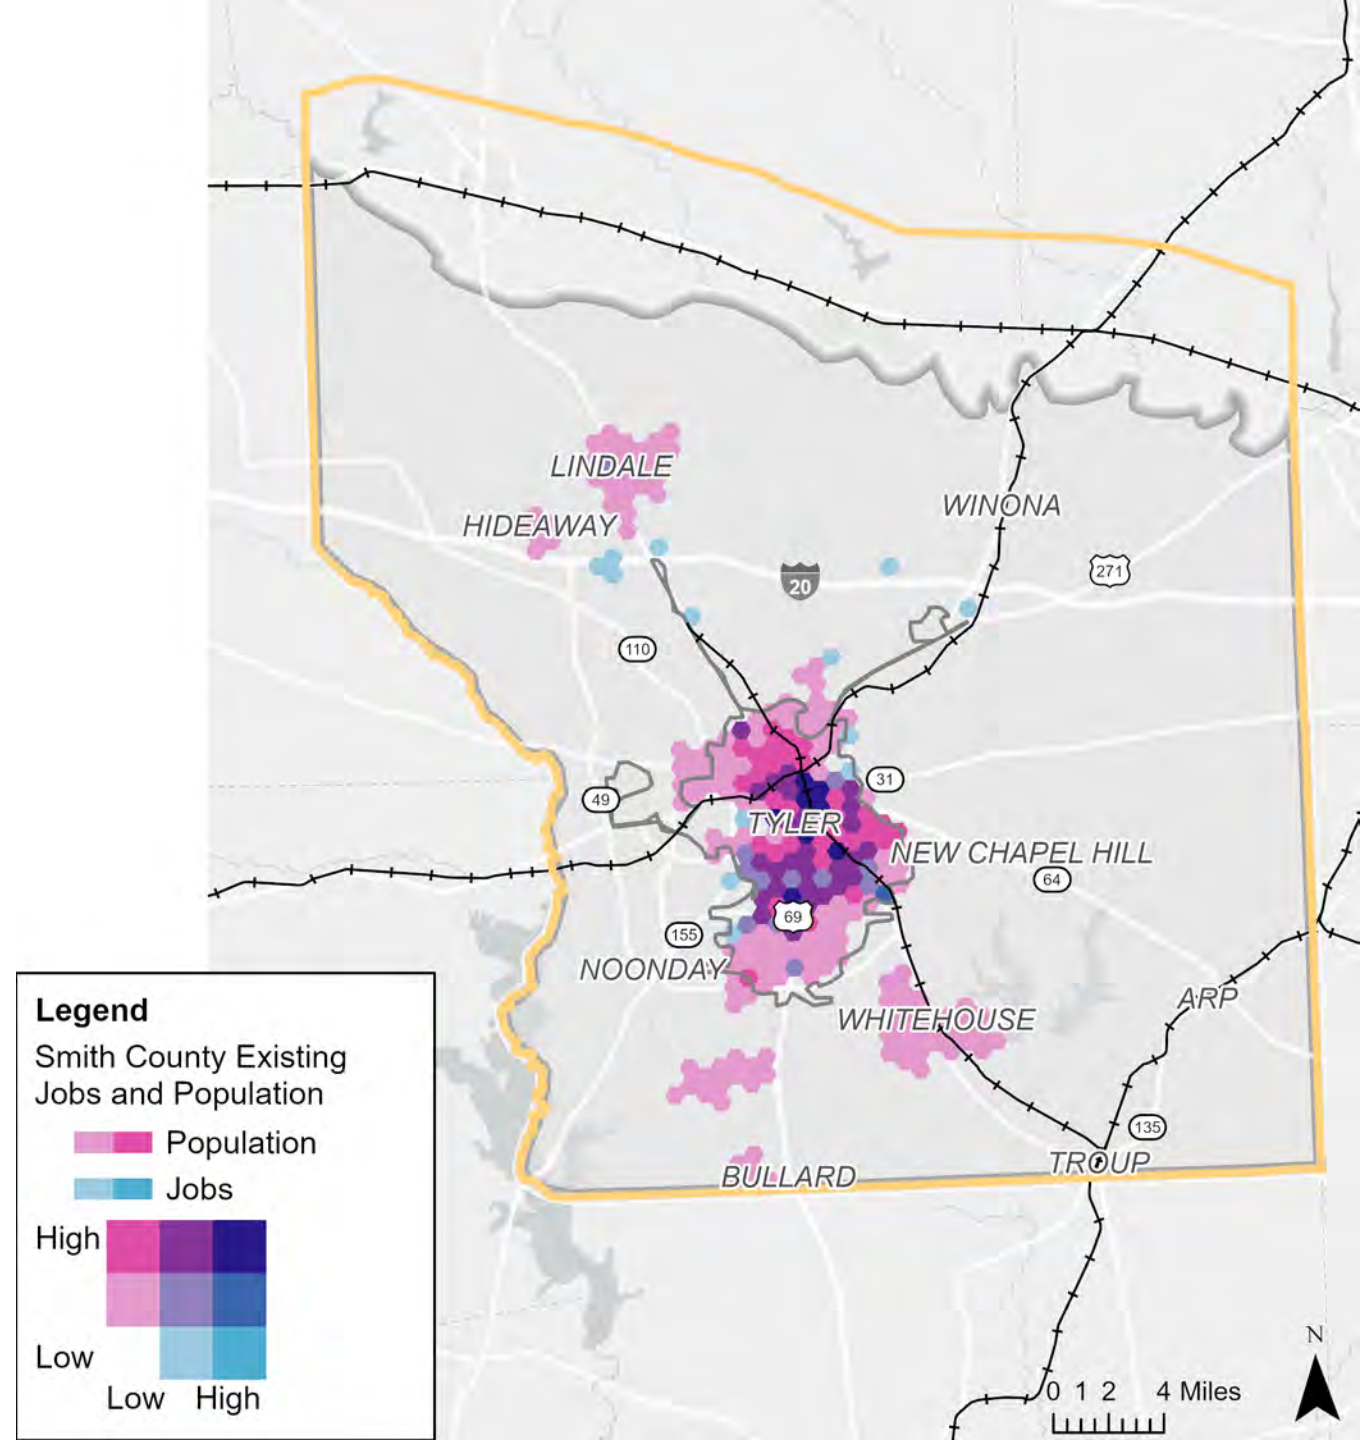 LINDALE
HIDEAWAY
WINONA
271
20
110
31
49
TYLER
NEW CHAPEL HILL
64
69
155
NOONDAY
ARP
WHITEHOUSE
135
TROUP
BULLARD
Legend
Smith County Existing
Jobs and Population
Population
Jobs
High
Low
Low High
N
0 1 2 4 Miles